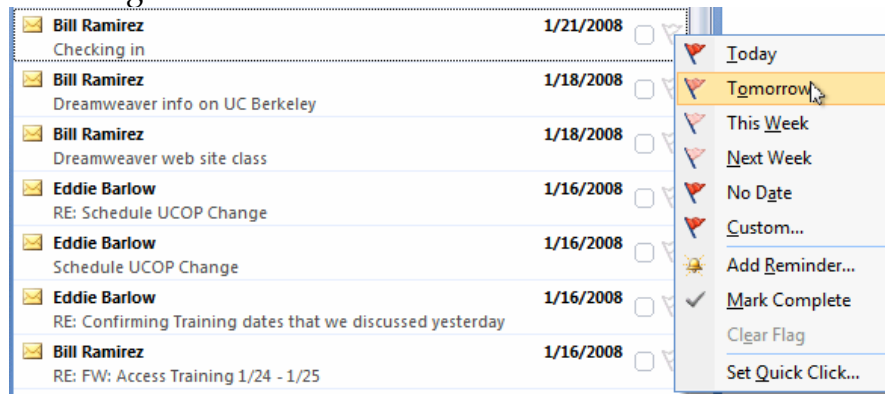 Bill Ramirez 1/21/2008
Checking in
Bill Ramirez 1/18/2008
Dreamweaver info on UC Berkeley
Bill Ramirez 1/18/2008
Dreamweaver web site class
Eddie Barlow 1/16/2008
RE: Schedule UCOP Change
Eddie Barlow 1/16/2008
Schedule UCOP Change
Eddie Barlow 1/16/2008
RE: Confirming Training dates that we discussed yesterday
Bill Ramirez 1/16/2008
RE: FW: Access Training 1/24 - 1/25
Today
Tomorrow
This Week
Next Week
No Date
Custom...
Add Reminder...
Mark Complete
Clear Flag
Set Quick Click...